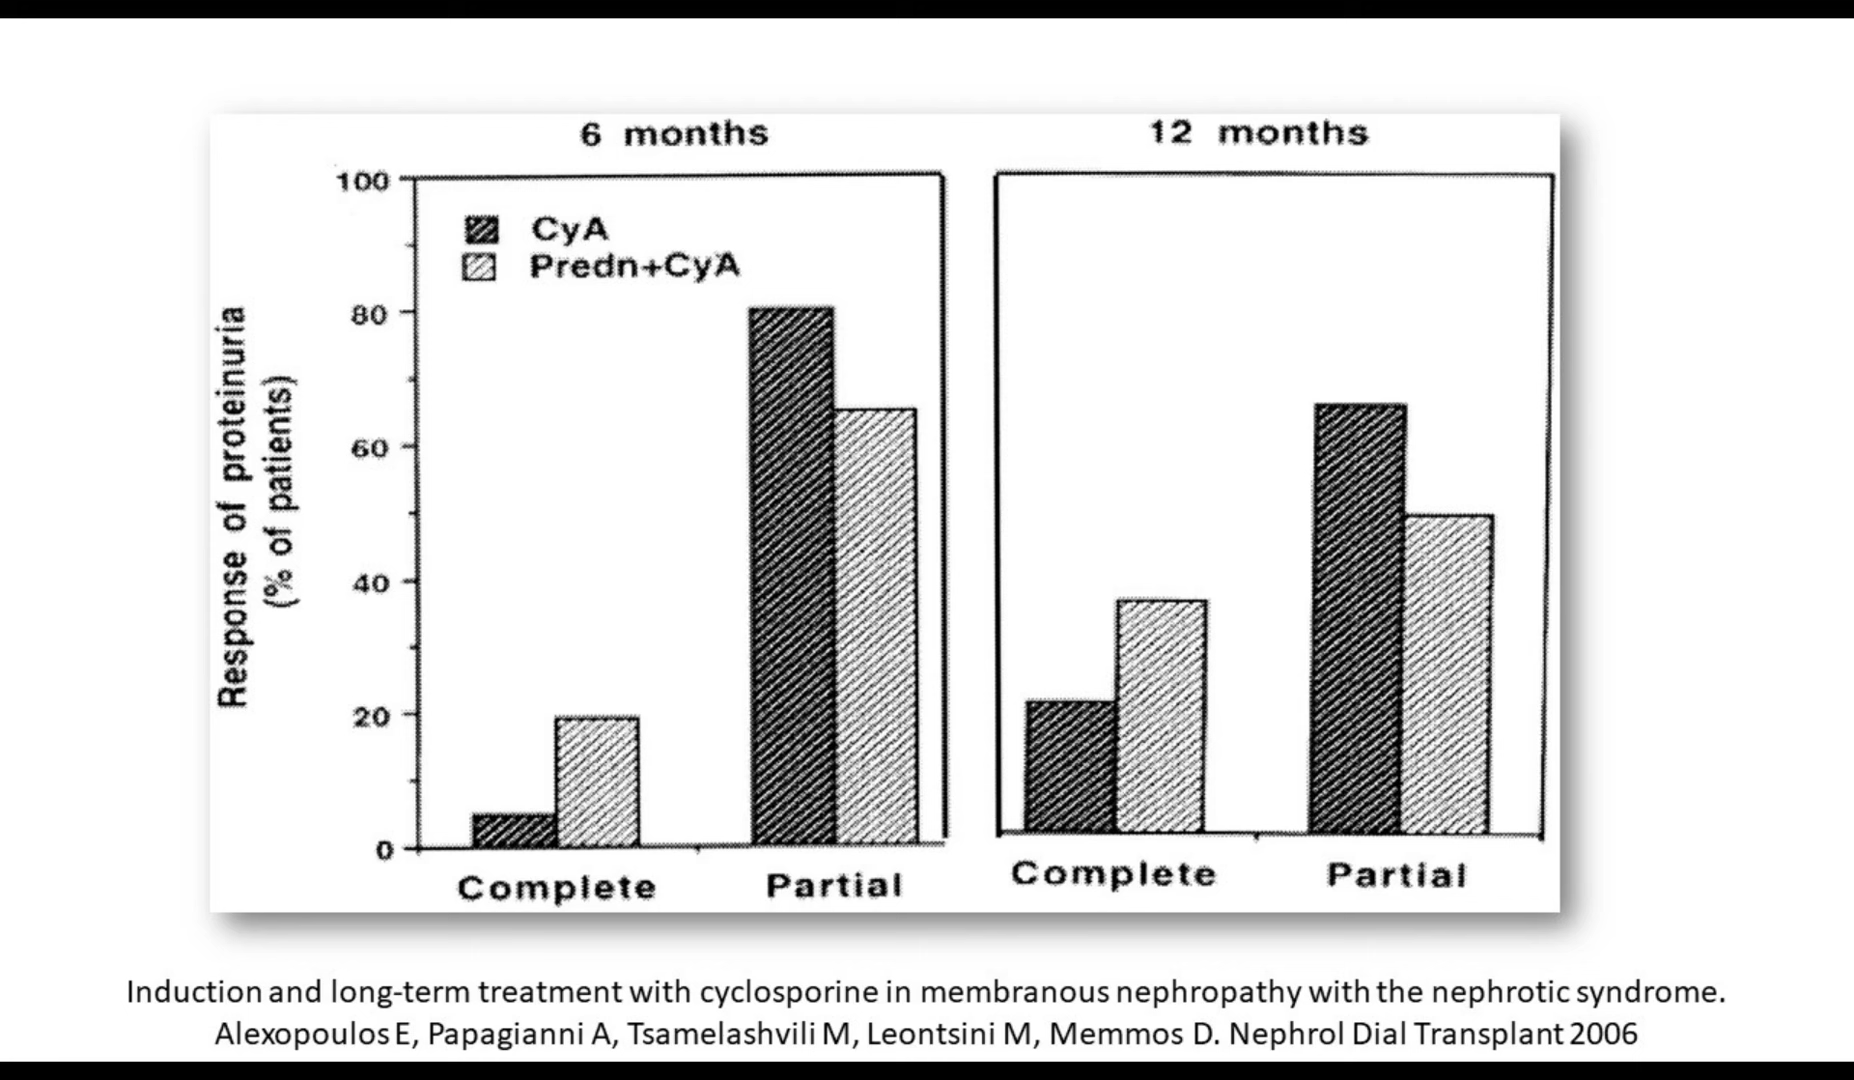 6 months
12 months
100
80
60
40
20
0
Response of proteinuria
(% of patients)
CyA
Predn+CyA
Complete
Partial
Complete
Partial
Induction and long-term treatment with cyclosporine in membranous nephropathy with the nephrotic syndrome.
Alexopoulos E, Papagianni A, Tsamelashvili M, Leontsini M, Memmos D. Nephrol Dial Transplant 2006